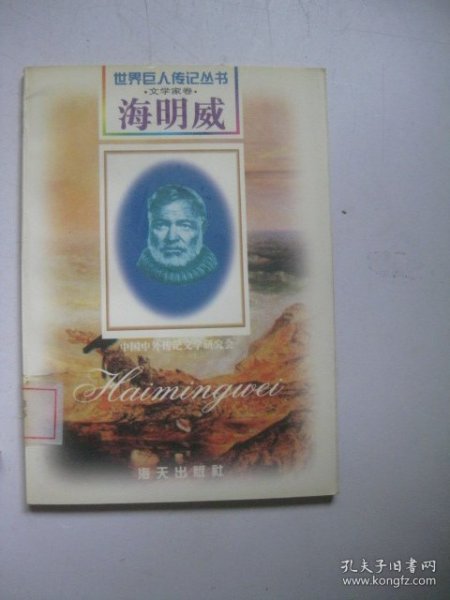 世界巨人传记丛书
·文学家卷·
海明威
中国中外传记文学研究会
Haimingwei
海天出版社
孔夫子旧书网
www.kongfz.com